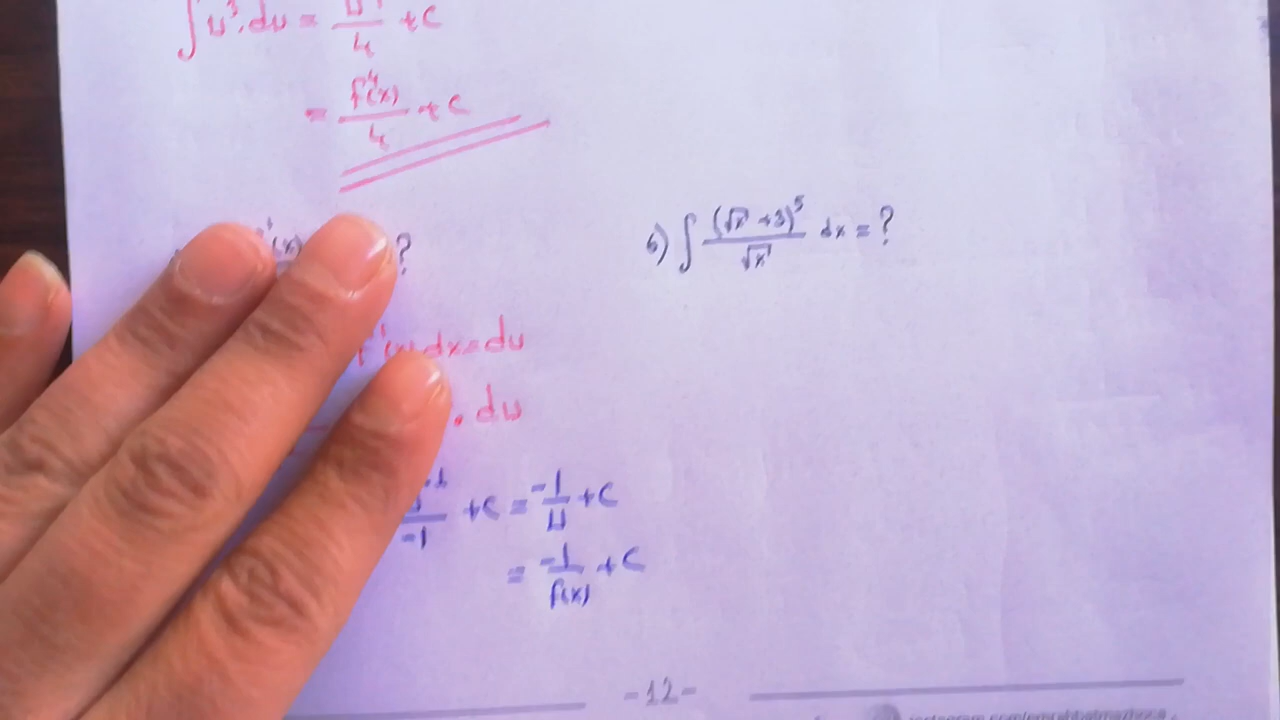 ∫u³.du = u⁴/4 + c
= f⁴(x)/4 + c
?
f'(x)dx=du
. du
+c = -1/u +c
= -1/f(x) +c
6) ∫ (√x +3)⁵/√x dx = ?
-12-